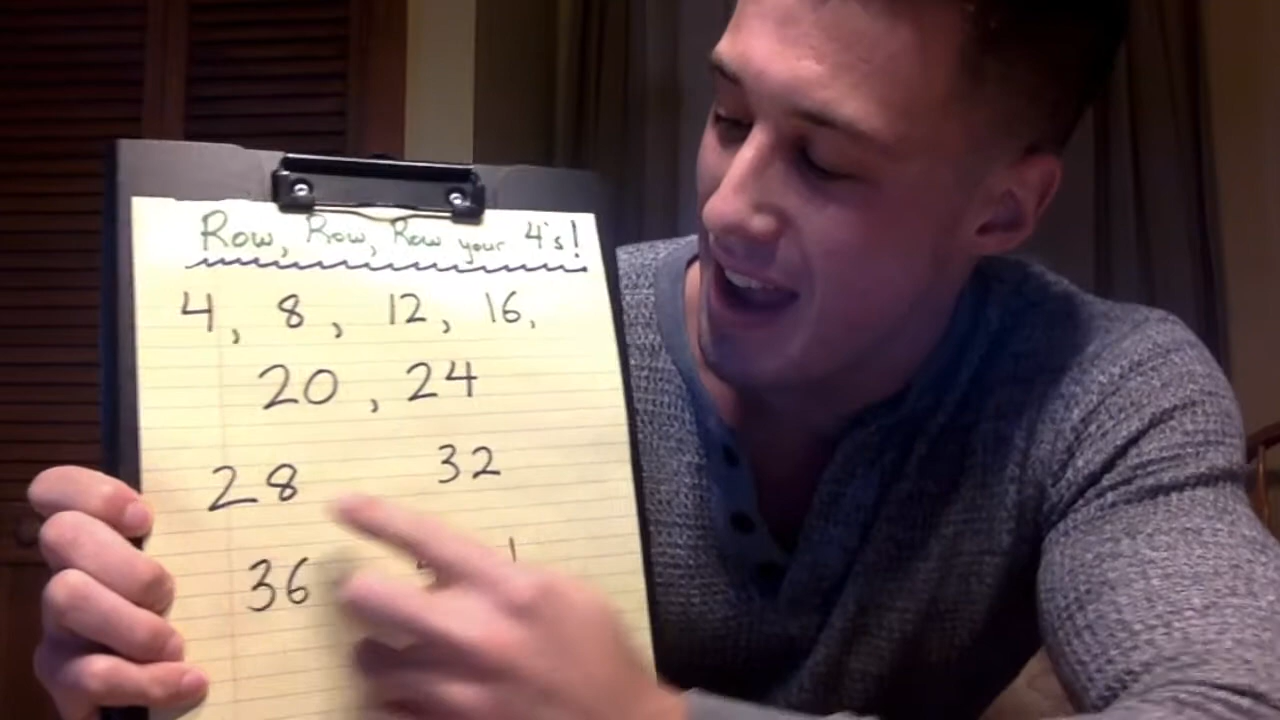 Row, Row, Row your 4's!
4, 8, 12, 16,
20, 24
28 32
36